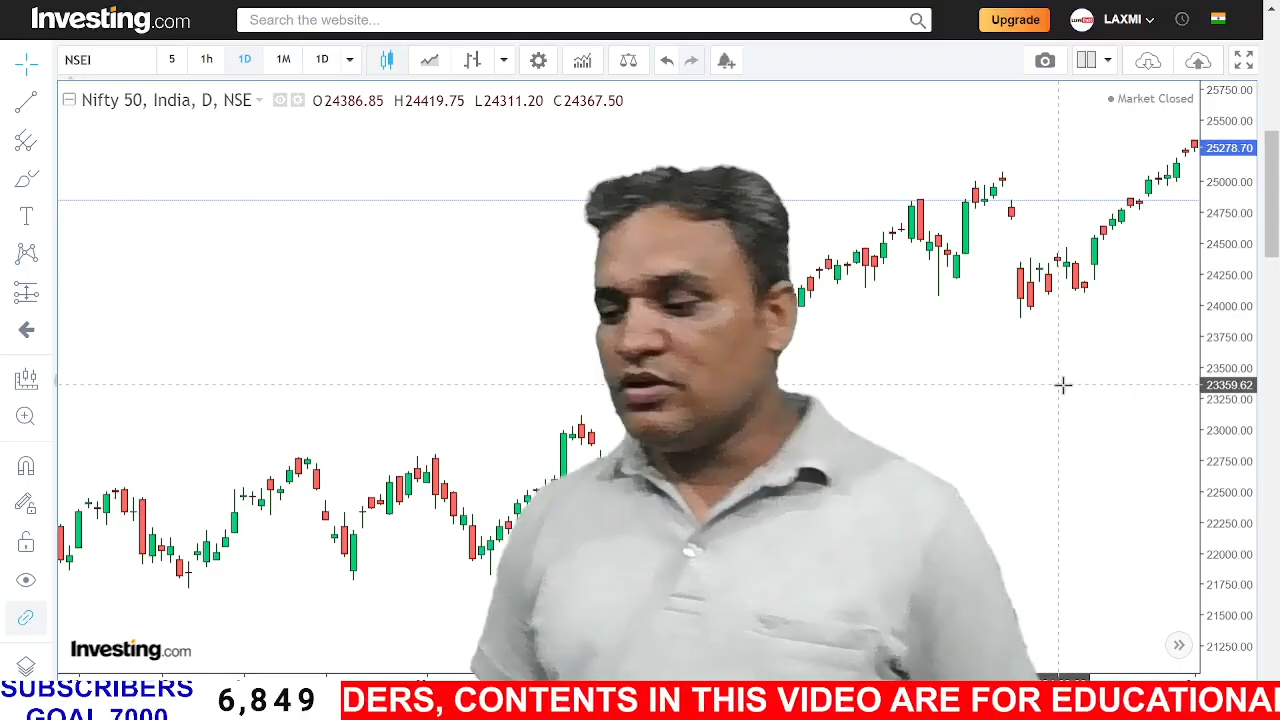 Investing.com
Search the website...
Upgrade
LAXMI
NSEI
5
1h
1D
1M
1D
Nifty 50, India, D, NSE
O24386.85 H24419.75 L24311.20 C24367.50
Market Closed
25750.00
25500.00
25278.70
25000.00
24750.00
24500.00
24250.00
24000.00
23750.00
23500.00
23359.62
23250.00
23000.00
22750.00
22500.00
22250.00
22000.00
21750.00
21500.00
21250.00
T
Investing.com
SUBSCRIBERS
GOAL 7000
6,849
DERS, CONTENTS IN THIS VIDEO ARE FOR EDUCATIONA